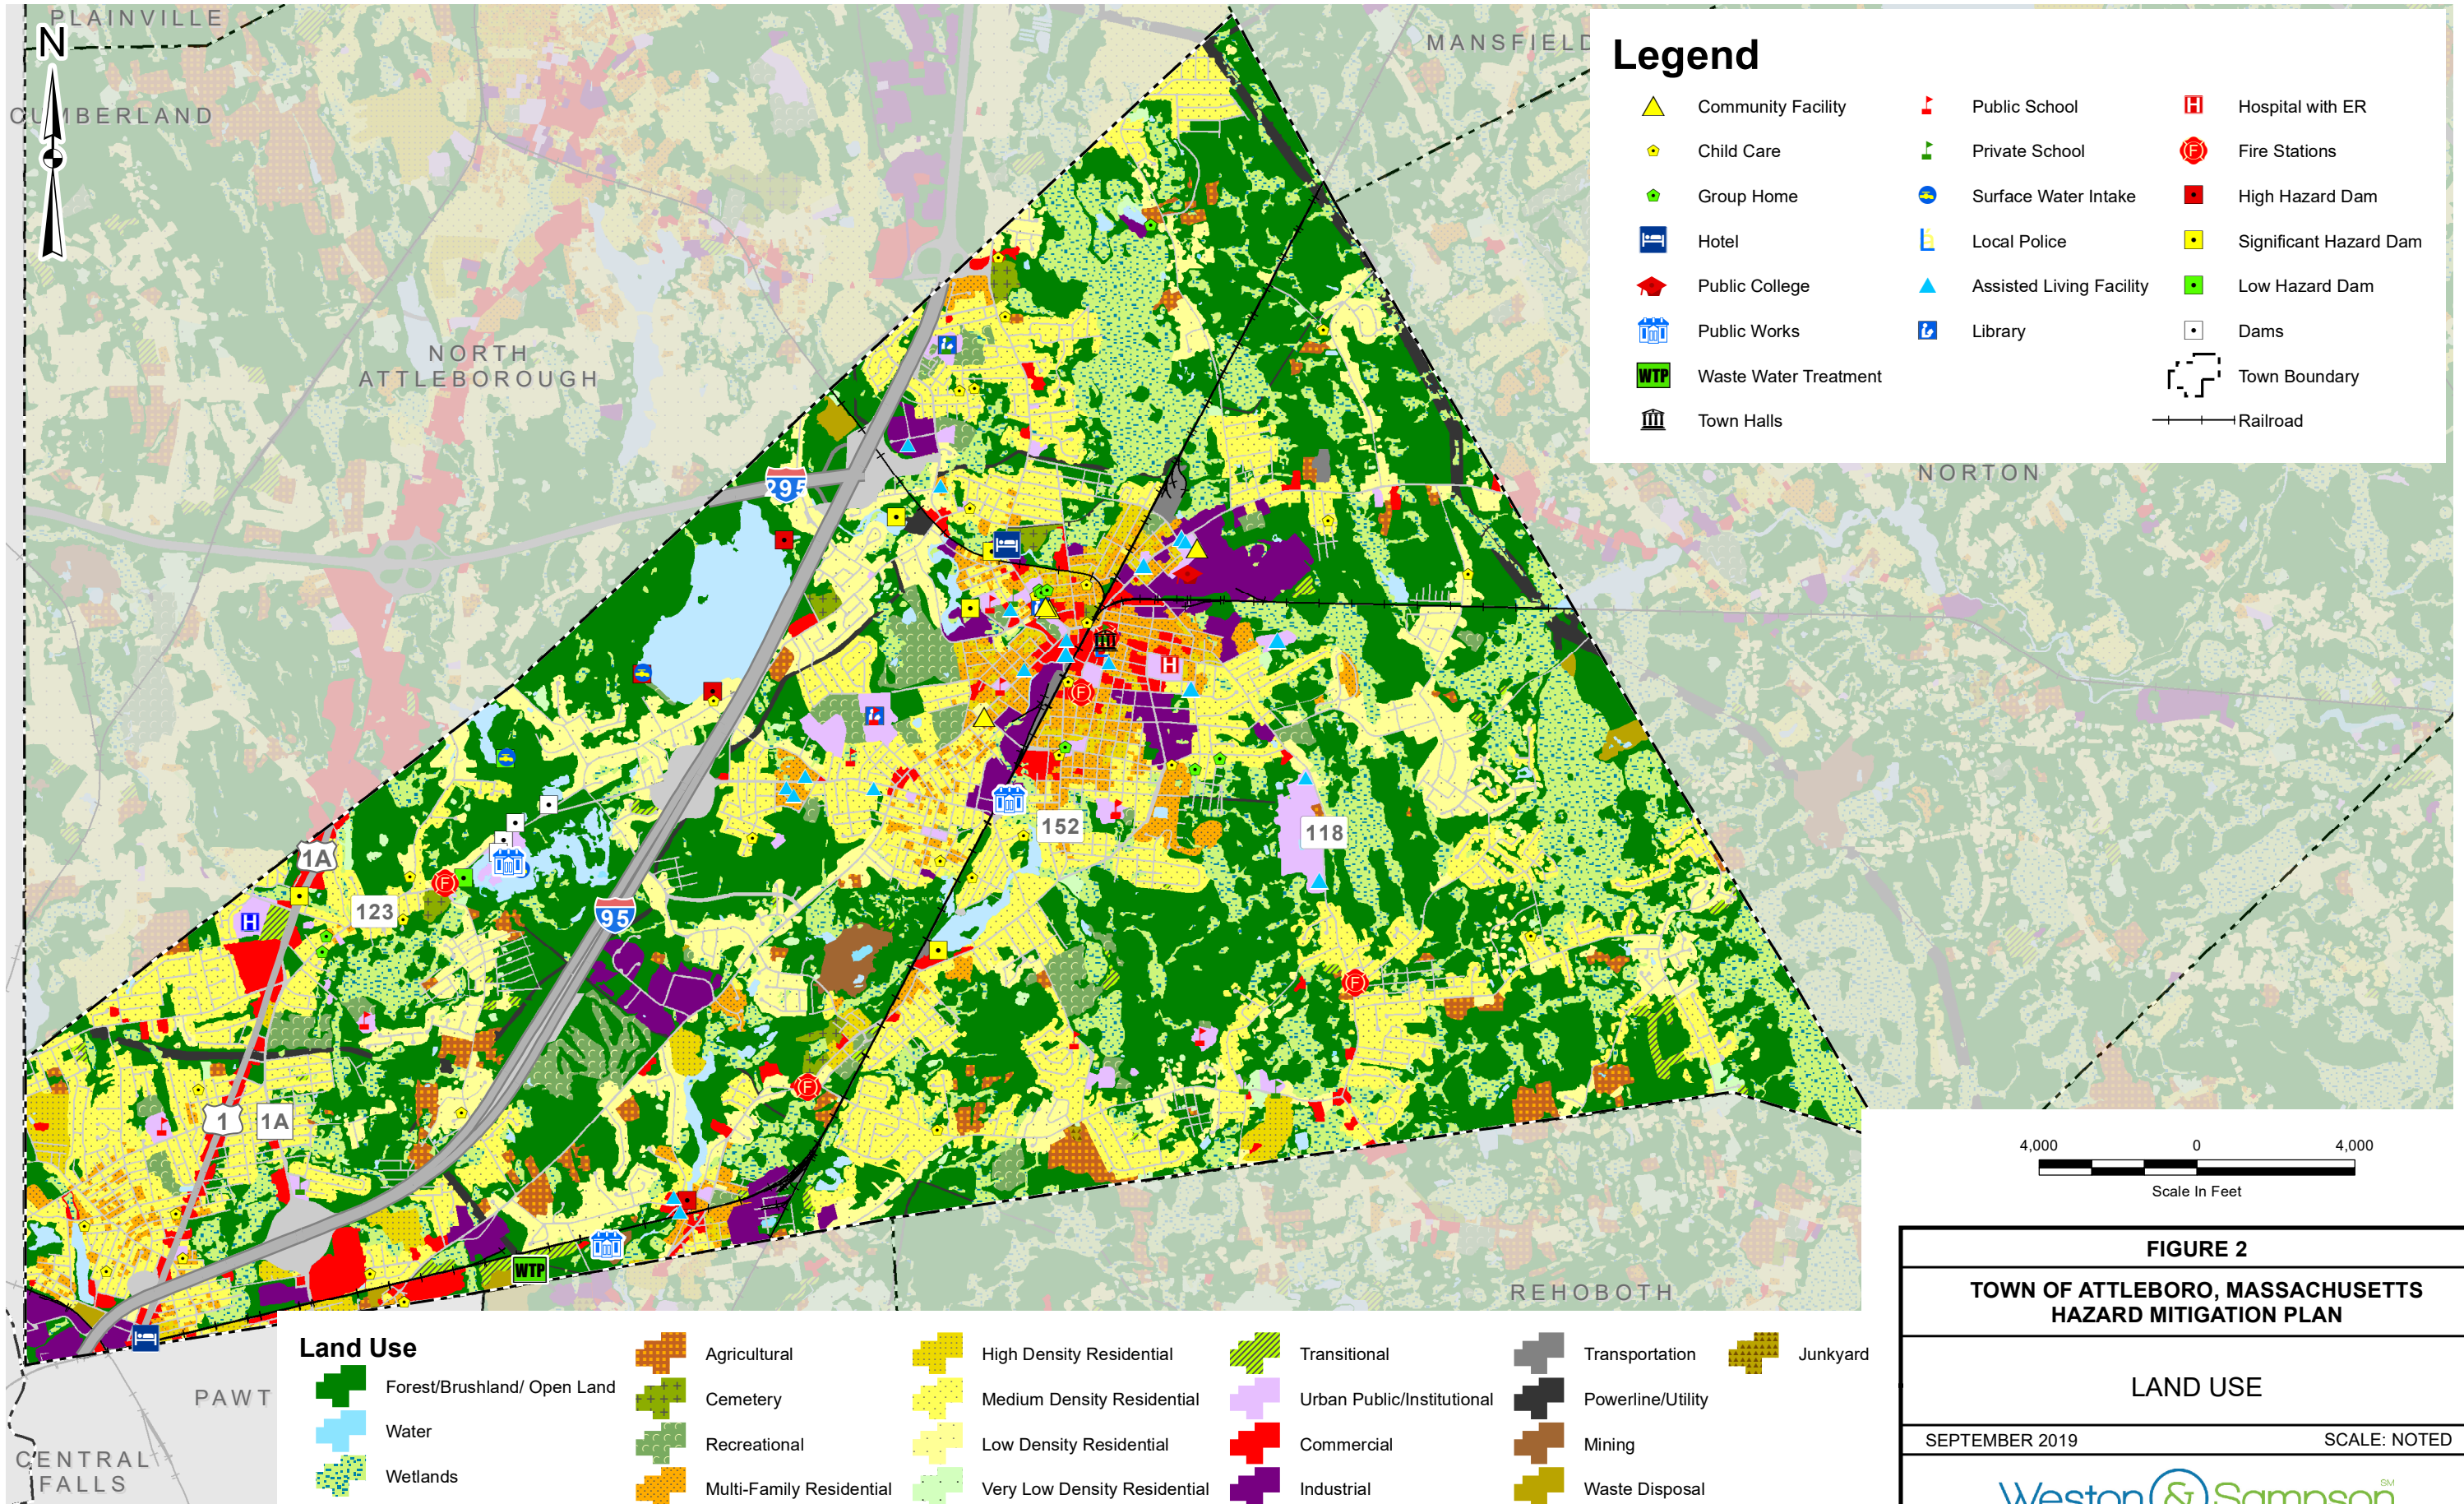 PLAINVILLE
MANSFIELD
N
CUMBERLAND
NORTH
ATTLEBOROUGH
NORTON
295
1A
123
95
152
118
1
1A
WTP
REHOBOTH
PAWT
CENTRAL
FALLS
Legend
Community Facility
Child Care
Group Home
Hotel
Public College
Public Works
WTP Waste Water Treatment
Town Halls
Public School
Private School
Surface Water Intake
Local Police
Assisted Living Facility
Library
H Hospital with ER
F Fire Stations
High Hazard Dam
Significant Hazard Dam
Low Hazard Dam
Dams
Town Boundary
Railroad
4,000 0 4,000
Scale In Feet
Land Use
Forest/Brushland/ Open Land
Water
Wetlands
Agricultural
Cemetery
Recreational
Multi-Family Residential
High Density Residential
Medium Density Residential
Low Density Residential
Very Low Density Residential
Transitional
Urban Public/Institutional
Commercial
Industrial
Transportation
Powerline/Utility
Mining
Waste Disposal
Junkyard
FIGURE 2
TOWN OF ATTLEBORO, MASSACHUSETTS
HAZARD MITIGATION PLAN
LAND USE
SEPTEMBER 2019 SCALE: NOTED
Weston & Sampson SM